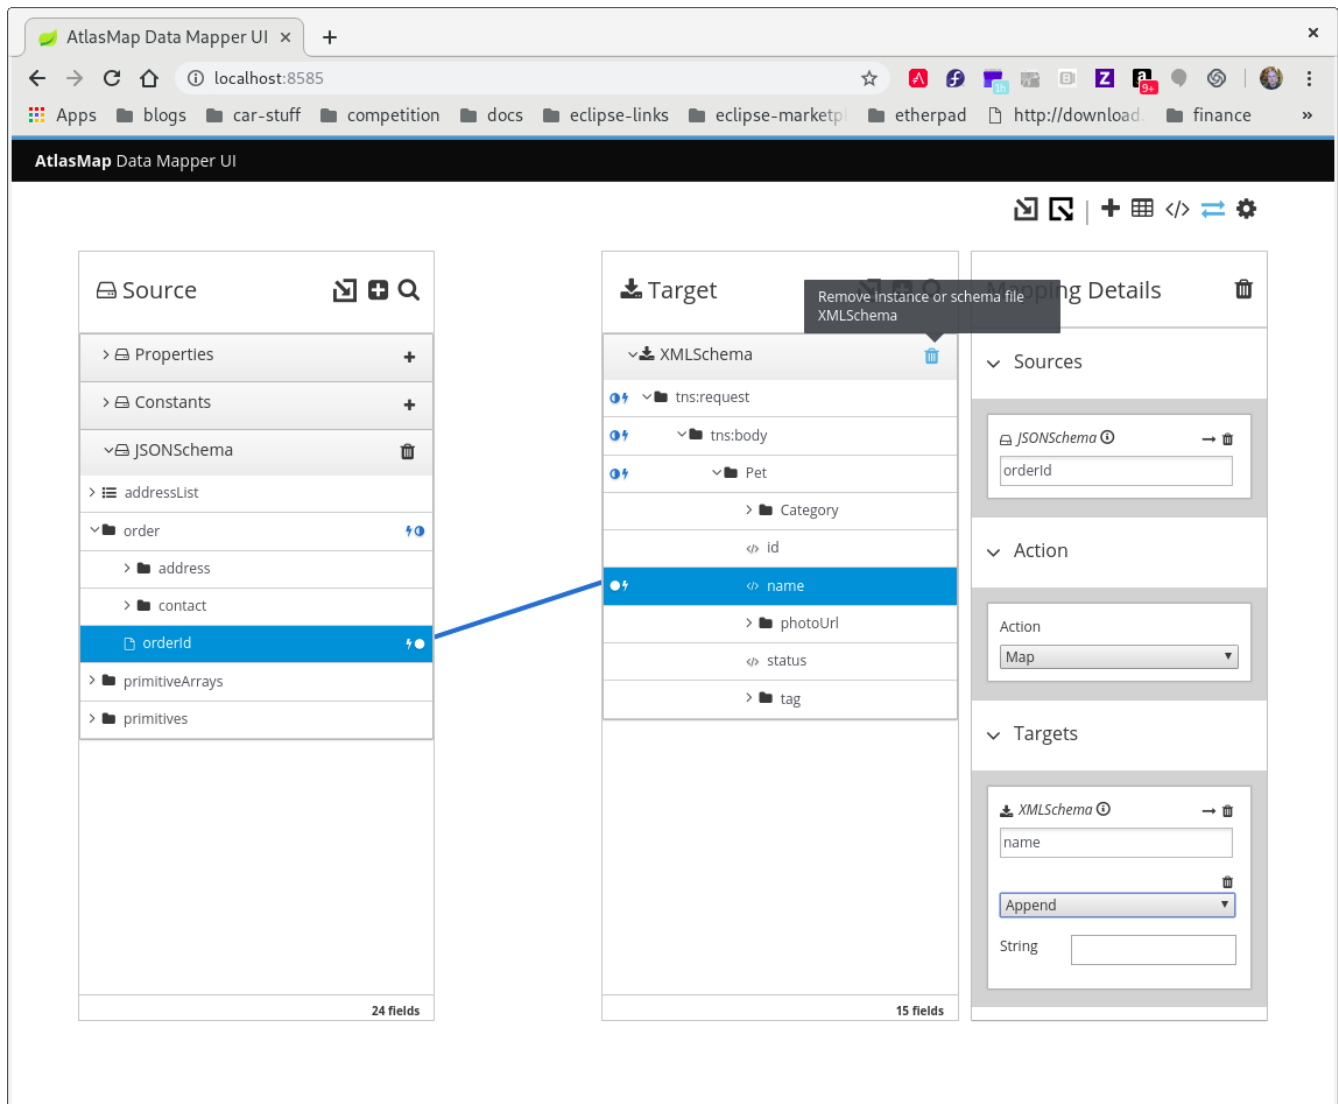 AtlasMap Data Mapper UI
localhost:8585
1h
9+
Apps blogs car-stuff competition docs eclipse-links eclipse-marketpl etherpad http://download. finance »
AtlasMap Data Mapper UI
Source
Properties
Constants
JSONSchema
addressList
order
address
contact
orderId
primitiveArrays
primitives
24 fields
Target
Remove instance or schema file
XMLSchema
XMLSchema
tns:request
tns:body
Pet
Category
id
name
photoUrl
status
tag
15 fields
Mapping Details
Sources
JSONSchema
orderId
Action
Action
Map
Targets
XMLSchema
name
Append
String